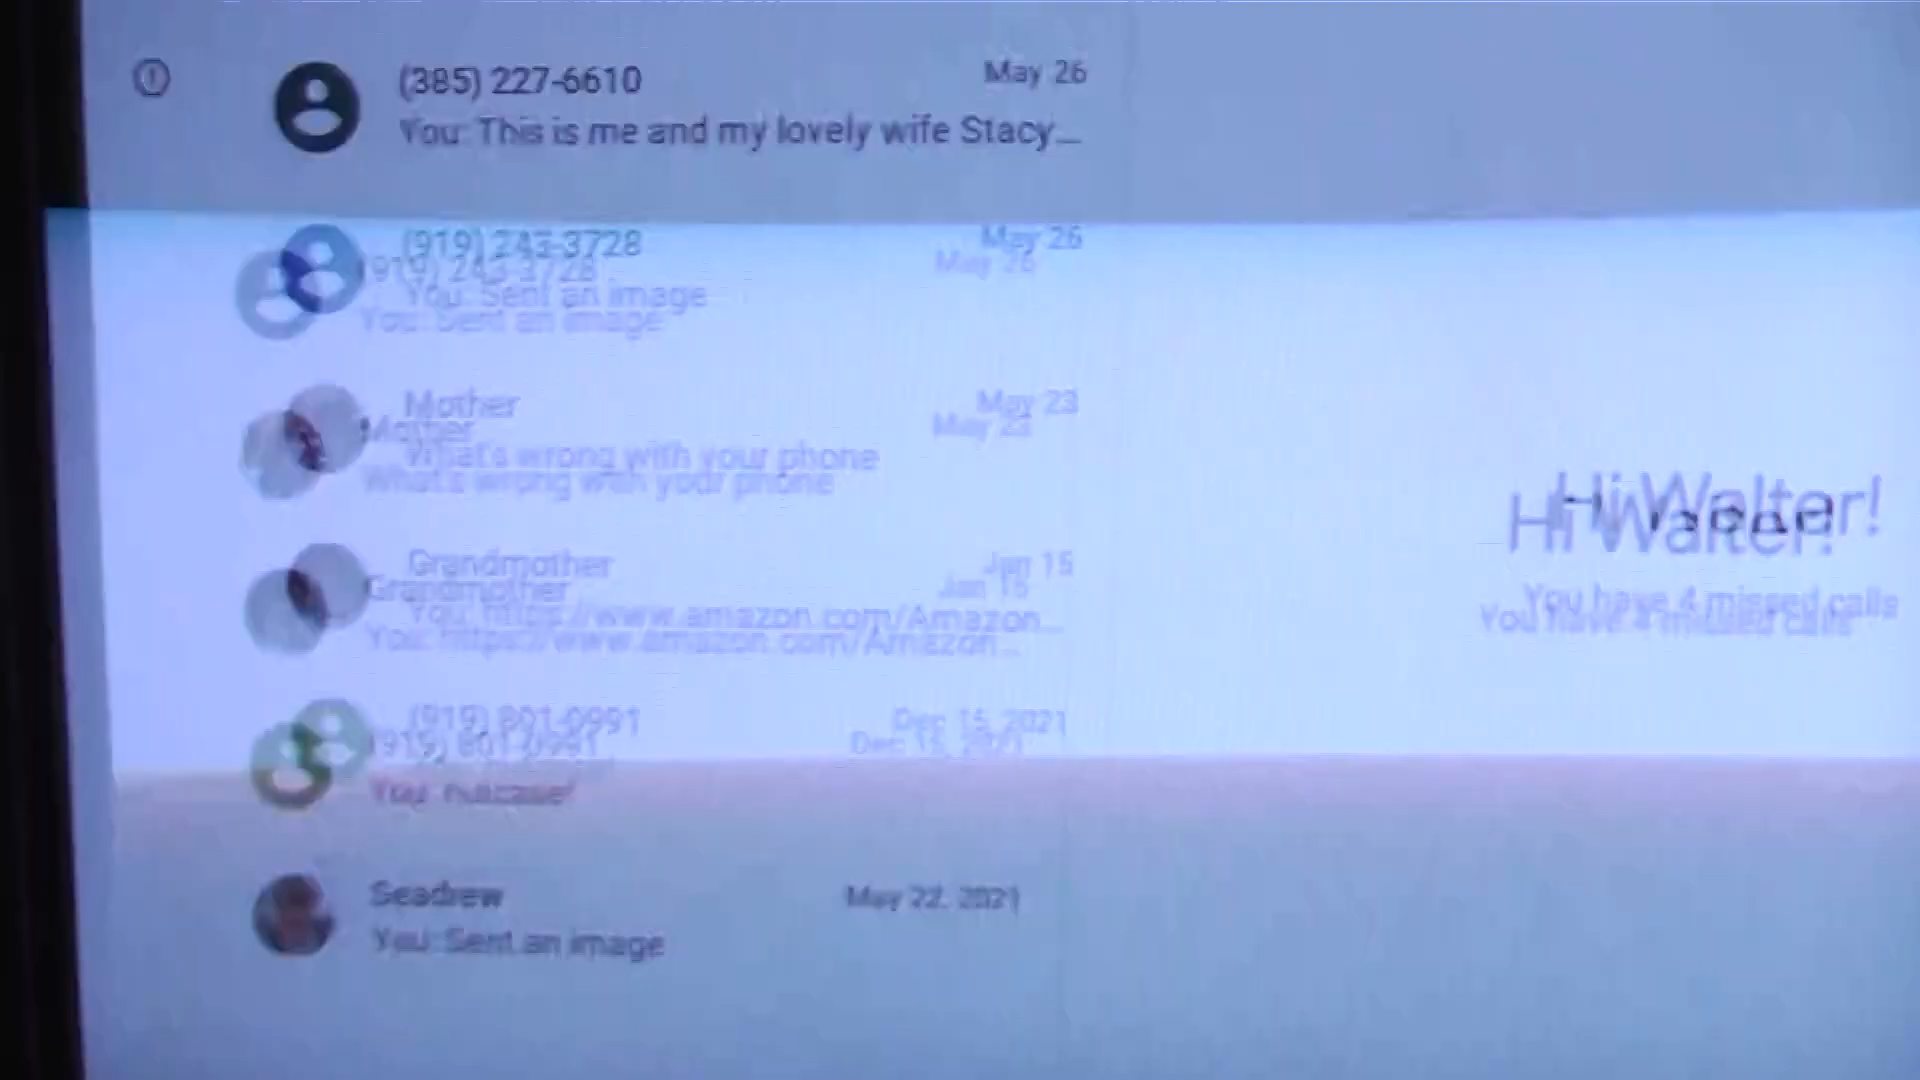 (385) 227-6610 May 26
You: This is me and my lovely wife Stacy...
(919) 243-3728 May 26
You: Sent an image
Mother May 23
What's wrong with your phone
Grandmother Jan 15
You: https://www.amazon.com/Amazon...
(919) 801-0991 Dec 15, 2021
You: nutcase!
Seadrew May 22, 2021
You: Sent an image
Hi Walter!
You have 4 missed calls